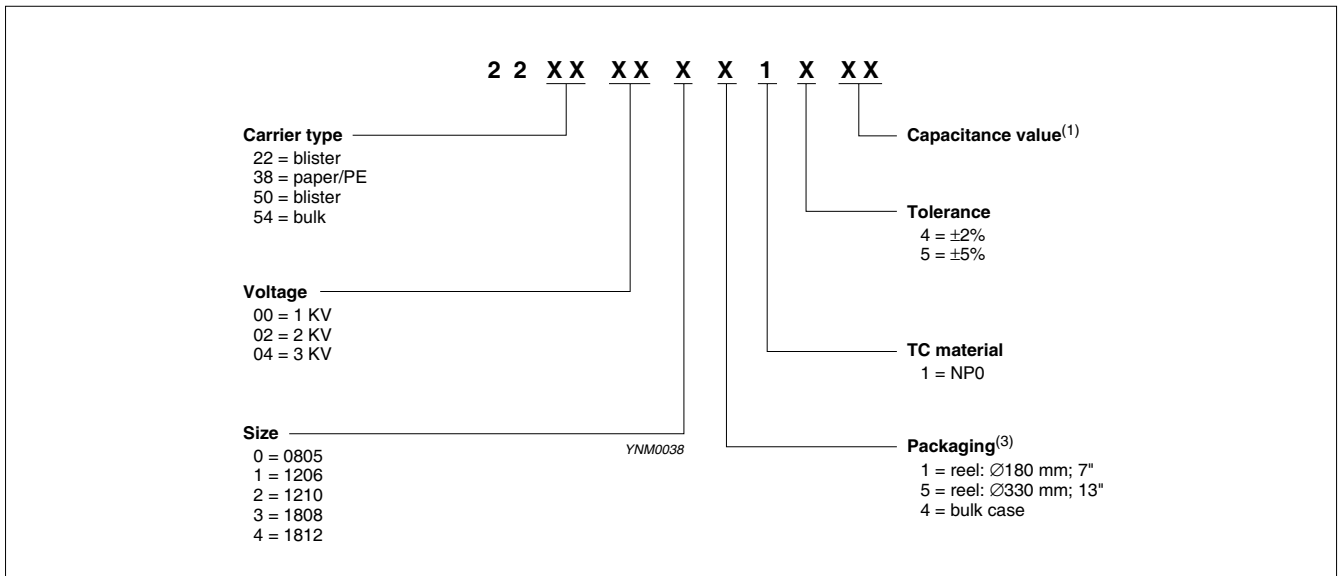 2 2 X X X X X X 1 X X X
Carrier type
22 = blister
38 = paper/PE
50 = blister
54 = bulk
Voltage
00 = 1 KV
02 = 2 KV
04 = 3 KV
Size
0 = 0805
1 = 1206
2 = 1210
3 = 1808
4 = 1812
YNM0038
Capacitance value(1)
Tolerance
4 = ±2%
5 = ±5%
TC material
1 = NP0
Packaging(3)
1 = reel: ∅180 mm; 7"
5 = reel: ∅330 mm; 13"
4 = bulk case